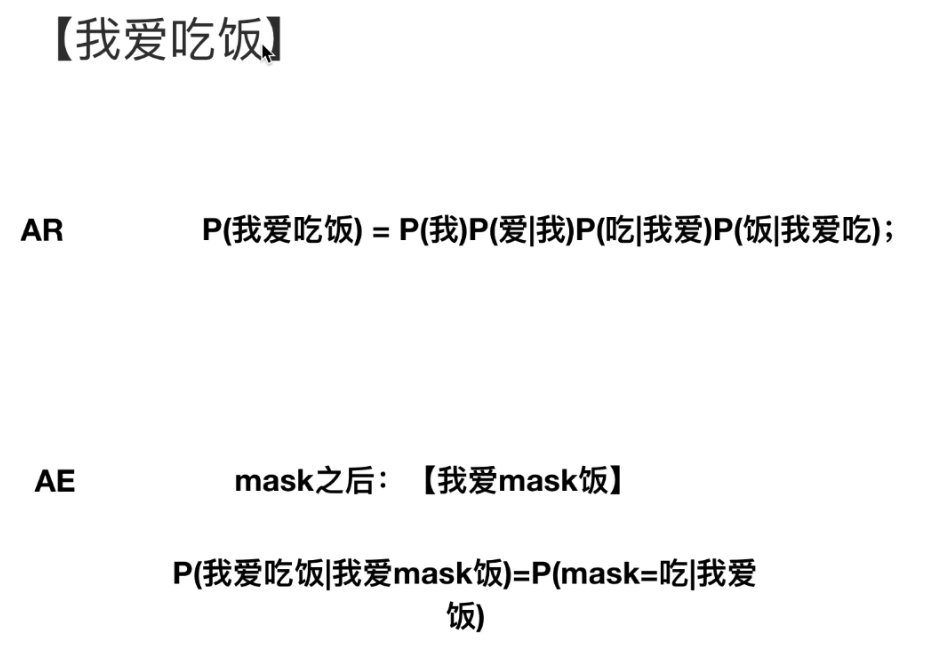 【我爱吃饭】
AR P(我爱吃饭) = P(我)P(爱|我)P(吃|我爱)P(饭|我爱吃)；
AE mask之后：【我爱mask饭】
P(我爱吃饭|我爱mask饭)=P(mask=吃|我爱
饭)